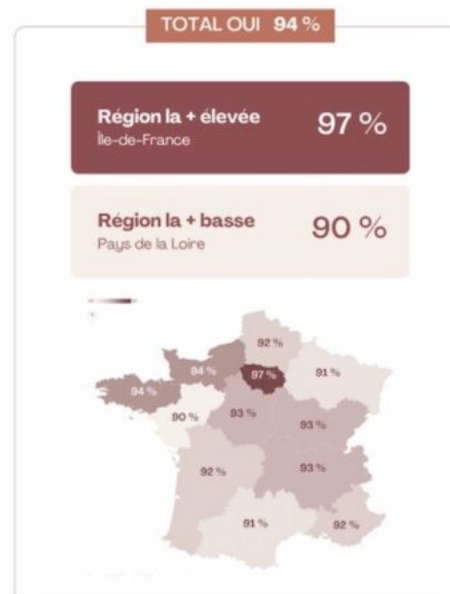 TOTAL OUI 94 %
Région la + élevée
Île-de-France
97 %
Région la + basse
Pays de la Loire
90 %
92 %
94 %
97 %
91 %
94 %
90 %
93 %
93 %
92 %
93 %
91 %
92 %